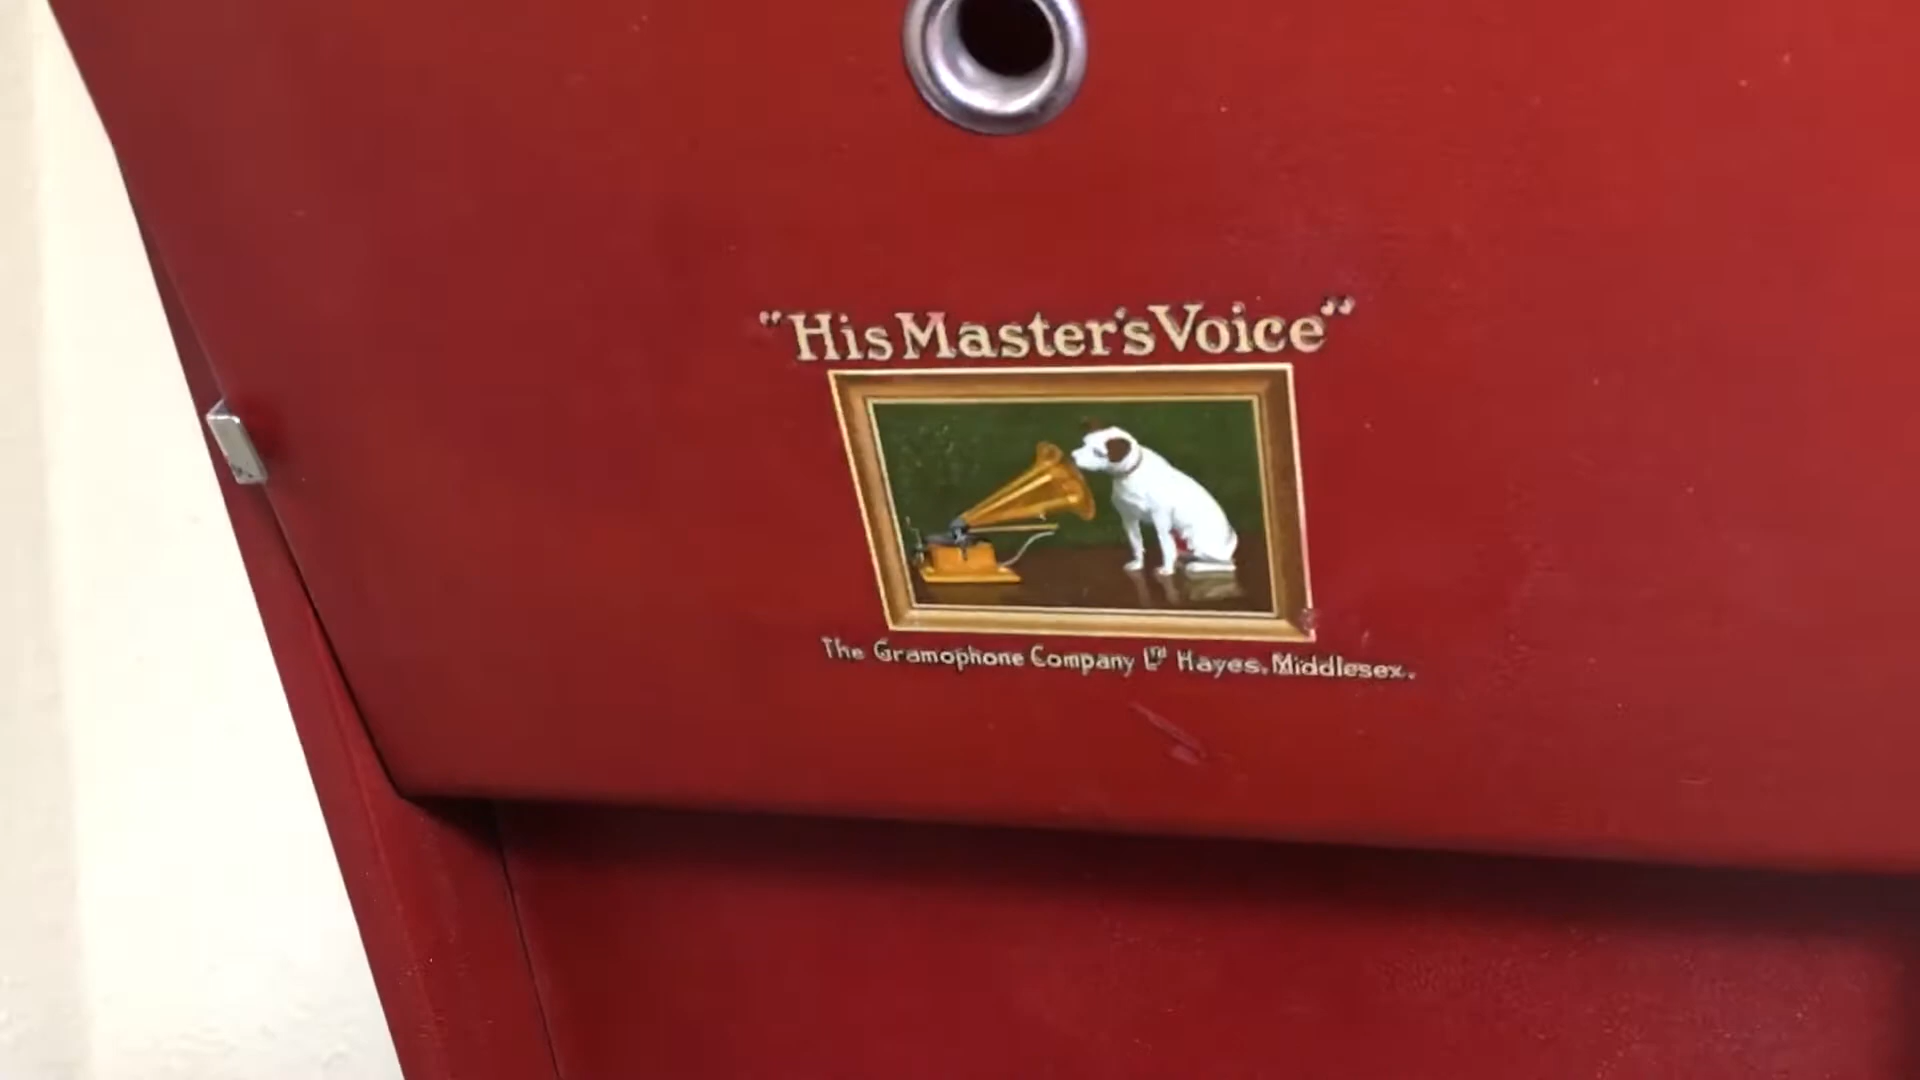 "His Master's Voice"
The Gramophone Company Ltd Hayes. Middlesex.